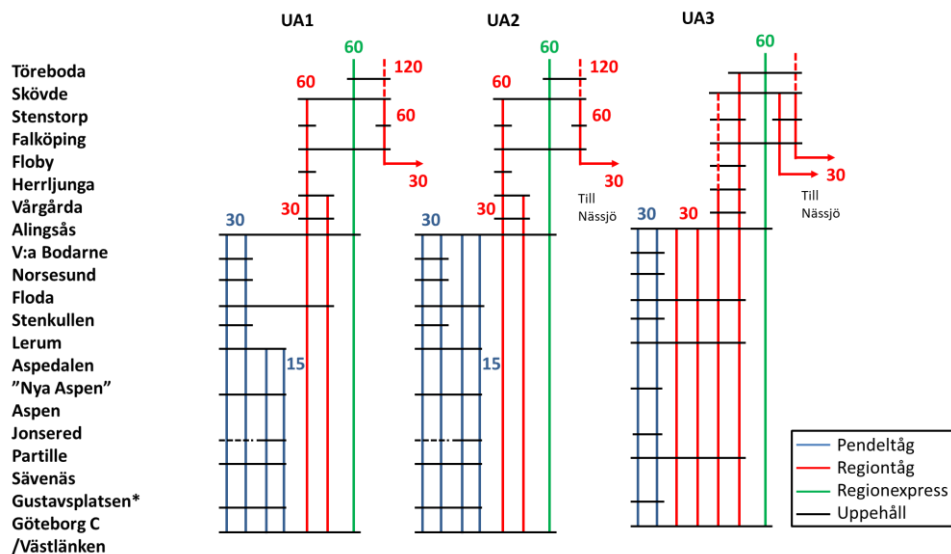 UA1
UA2
UA3
60
60
60
Töreboda
60
60
120
120
Skövde
Stenstorp
60
60
Falköping
Floby
30
30
30
Herrljunga
Till
Till
Vårgårda
30
30
Nässjö
Nässjö
30
30
30
30
Alingsås
V:a Bodarne
Norsesund
Floda
Stenkullen
Lerum
Aspedalen
15
15
"Nya Aspen"
Aspen
Jonsered
Partille
Sävenäs
Gustavsplatsen*
Göteborg C
/Västlänken
Pendeltåg
Regiontåg
Regionexpress
Uppehåll